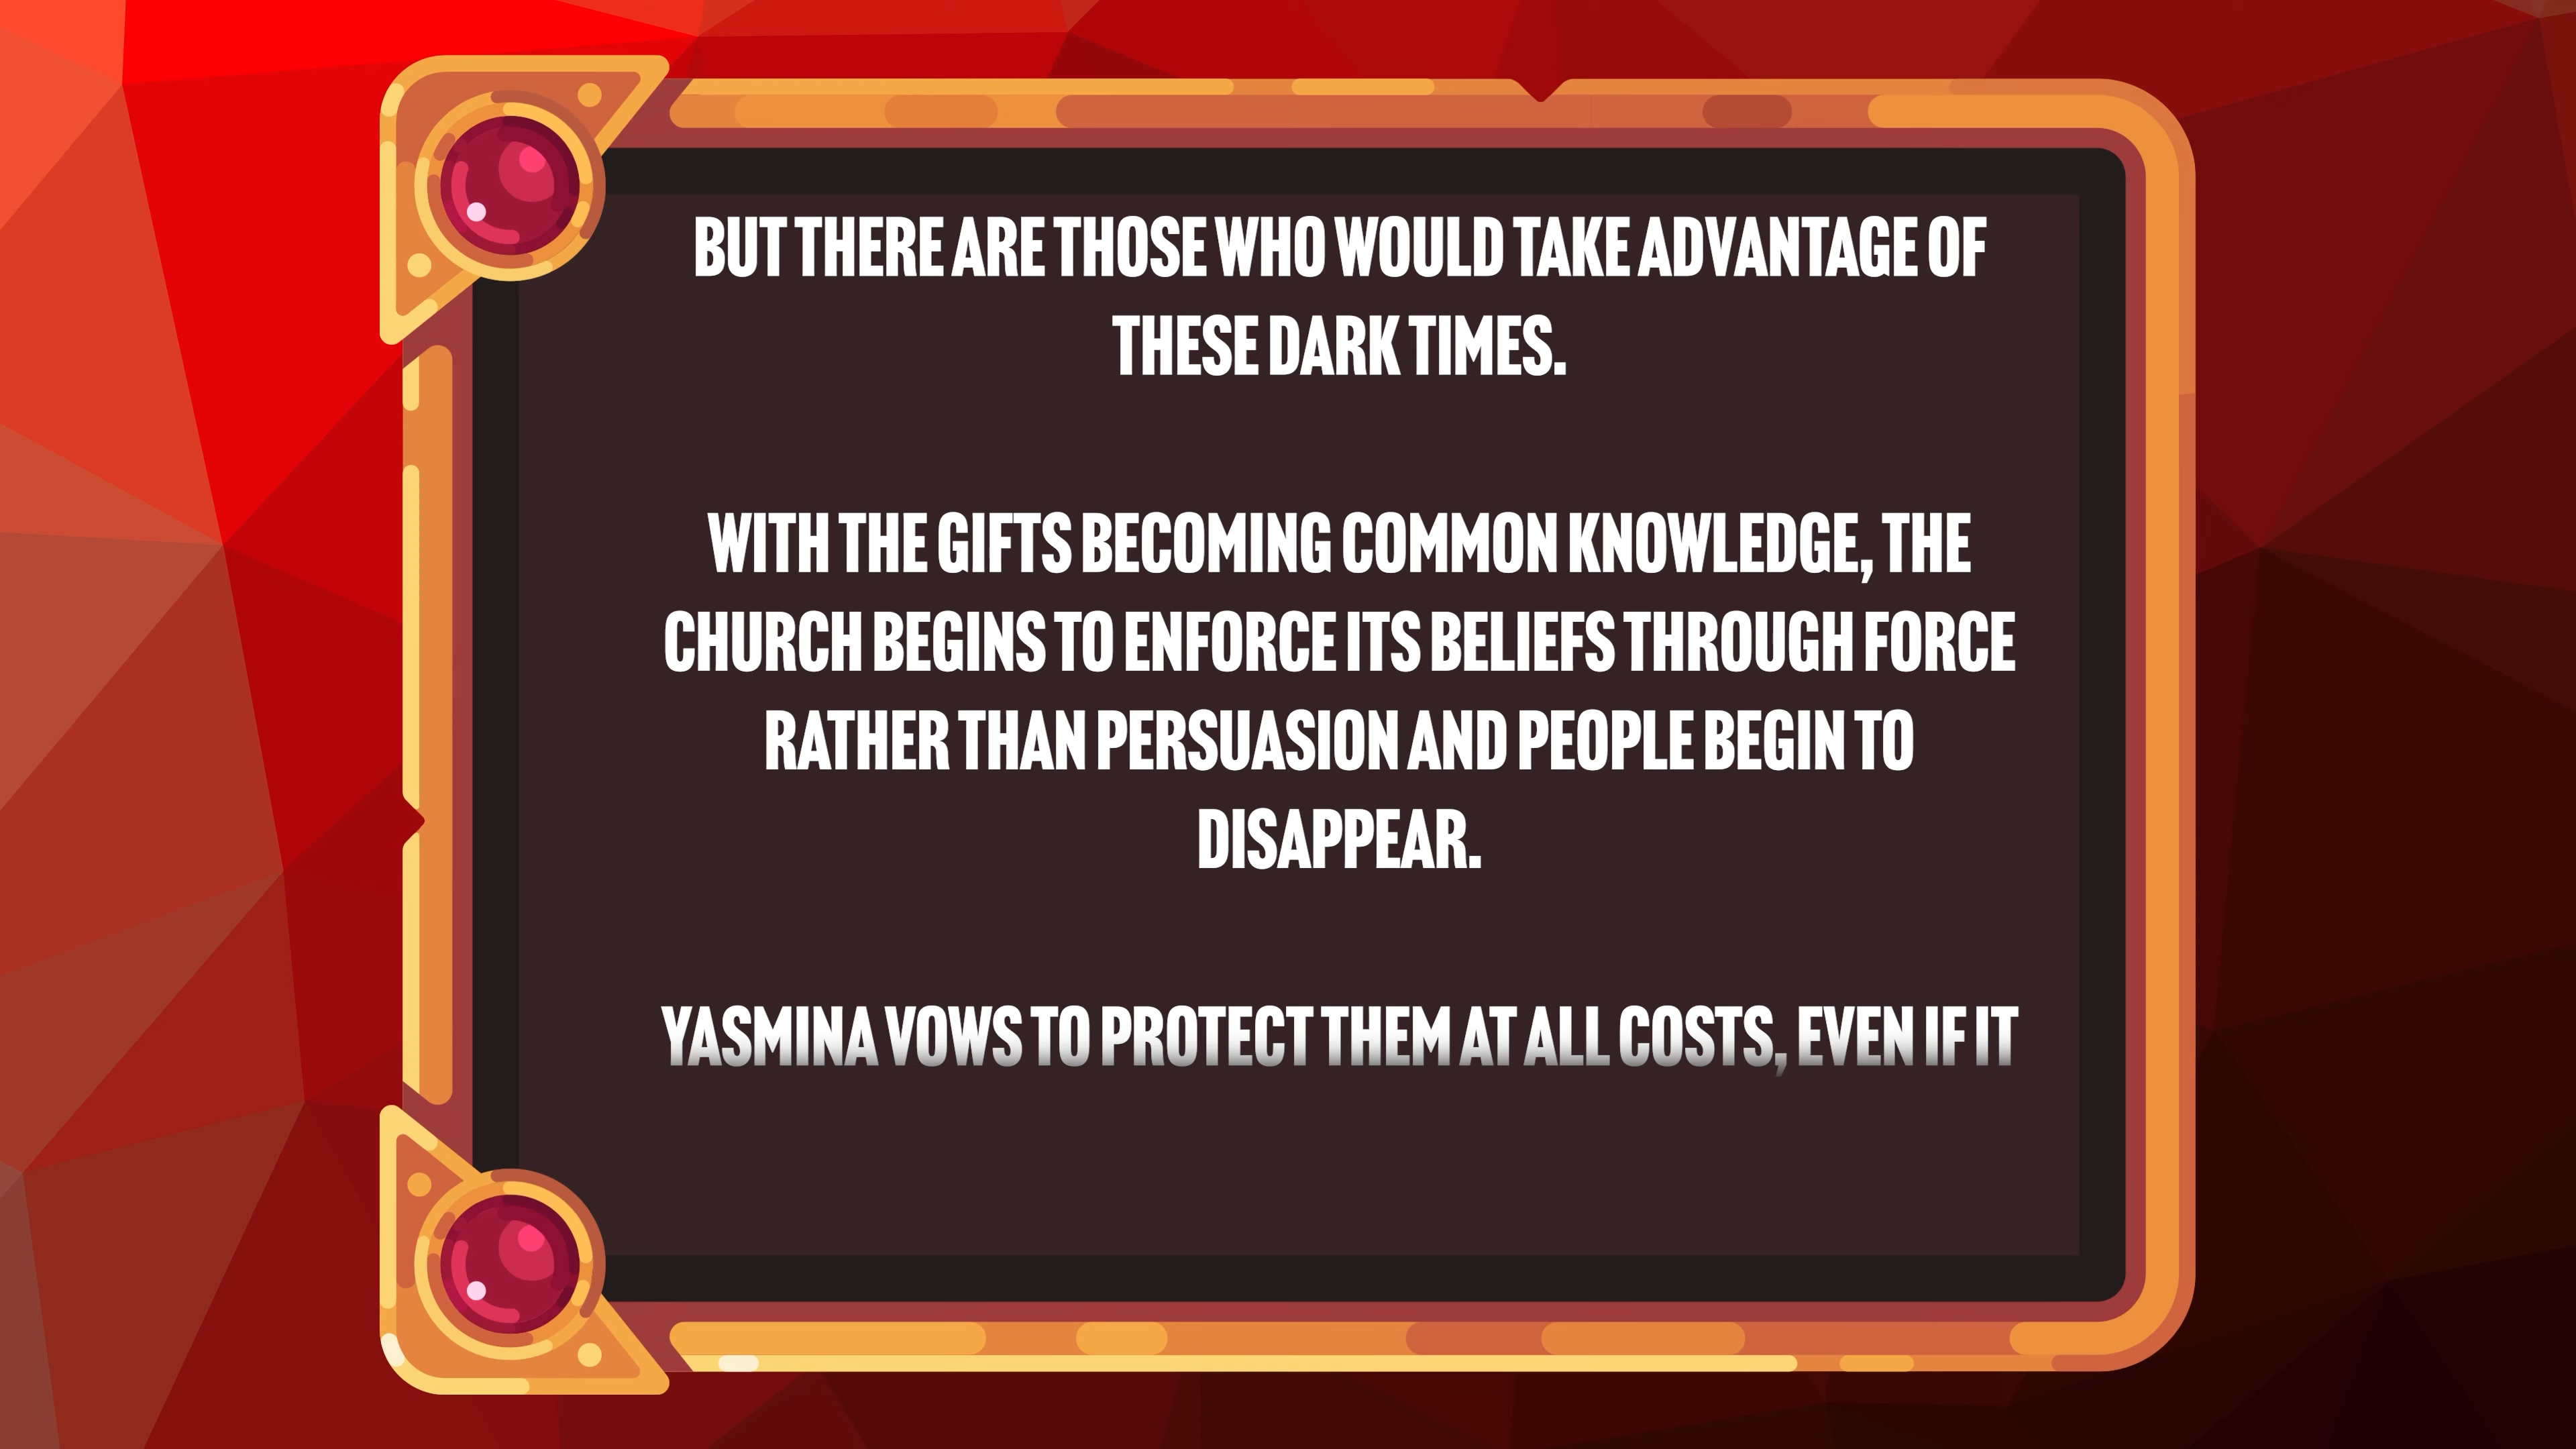 BUT THERE ARE THOSE WHO WOULD TAKE ADVANTAGE OF
THESE DARK TIMES.
WITH THE GIFTS BECOMING COMMON KNOWLEDGE, THE
CHURCH BEGINS TO ENFORCE ITS BELIEFS THROUGH FORCE
RATHER THAN PERSUASION AND PEOPLE BEGIN TO
DISAPPEAR.
YASMINA VOWS TO PROTECT THEM AT ALL COSTS, EVEN IF IT